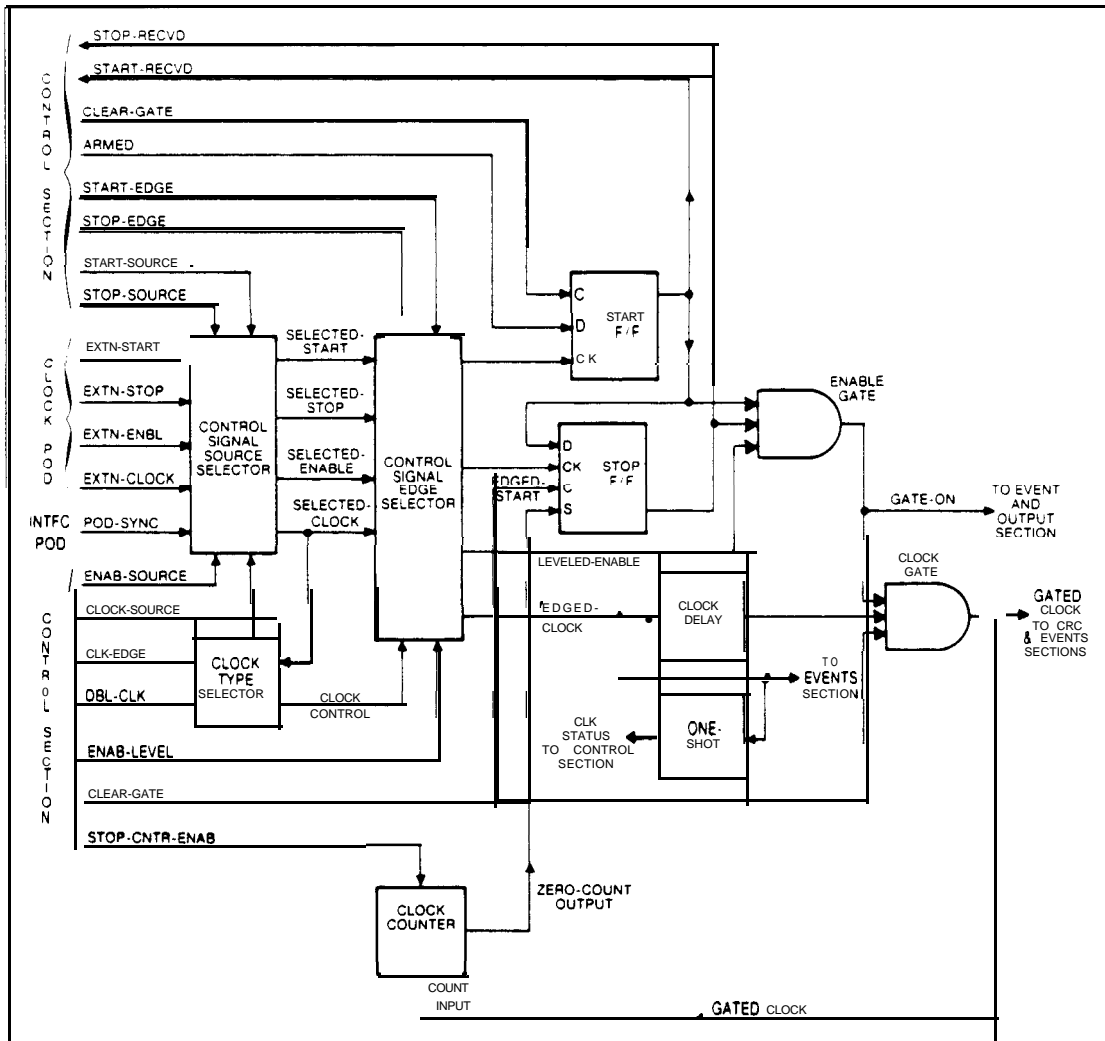 STOP-RECVD
START-RECVD
CLEAR-GATE
ARMED
START-EDGE
STOP-EDGE
START-SOURCE
STOP-SOURCE
CONTROL SECTION
EXTN-START
EXTN-STOP
EXTN-ENBL
EXTN-CLOCK
CLOCK POD
INTFC
POD
POD-SYNC
ENAB-SOURCE
CLOCK-SOURCE
CLK-EDGE
DBL-CLK
ENAB-LEVEL
CLEAR-GATE
STOP-CNTR-ENAB
CONTROL SECTION
CONTROL
SIGNAL
SOURCE
SELECTOR
SELECTED-
START
SELECTED-
STOP
SELECTED-
ENABLE
SELECTED-
CLOCK
CLOCK
TYPE
SELECTOR
CLOCK
CONTROL
CONTROL
SIGNAL
EDGE
SELECTOR
C
D
CK
START
F/F
D
CK
C
S
STOP
F/F
EDGED-
START
ENABLE
GATE
GATE-ON
TO EVENT
AND
OUTPUT
SECTION
LEVELED-ENABLE
EDGED-
CLOCK
CLOCK
DELAY
CLOCK
GATE
GATED
CLOCK
TO CRC
& EVENTS
SECTIONS
TO
EVENTS
SECTION
ONE-
SHOT
CLK
STATUS
TO CONTROL
SECTION
CLOCK
COUNTER
ZERO-COUNT
OUTPUT
COUNT
INPUT
GATED CLOCK